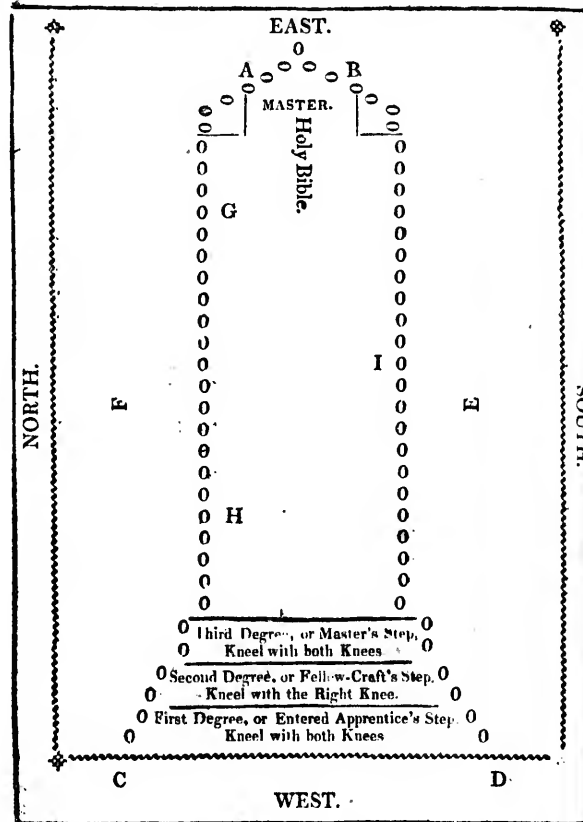 EAST.
A B
MASTER.
Holy Bible.
G
I
NORTH.
F
E
SOUTH.
H
Third Degree, or Master's Step,
Kneel with both Knees
Second Degree, or Fellow-Craft's Step,
Kneel with the Right Knee.
First Degree, or Entered Apprentice's Step.
Kneel with both Knees
C D
WEST.